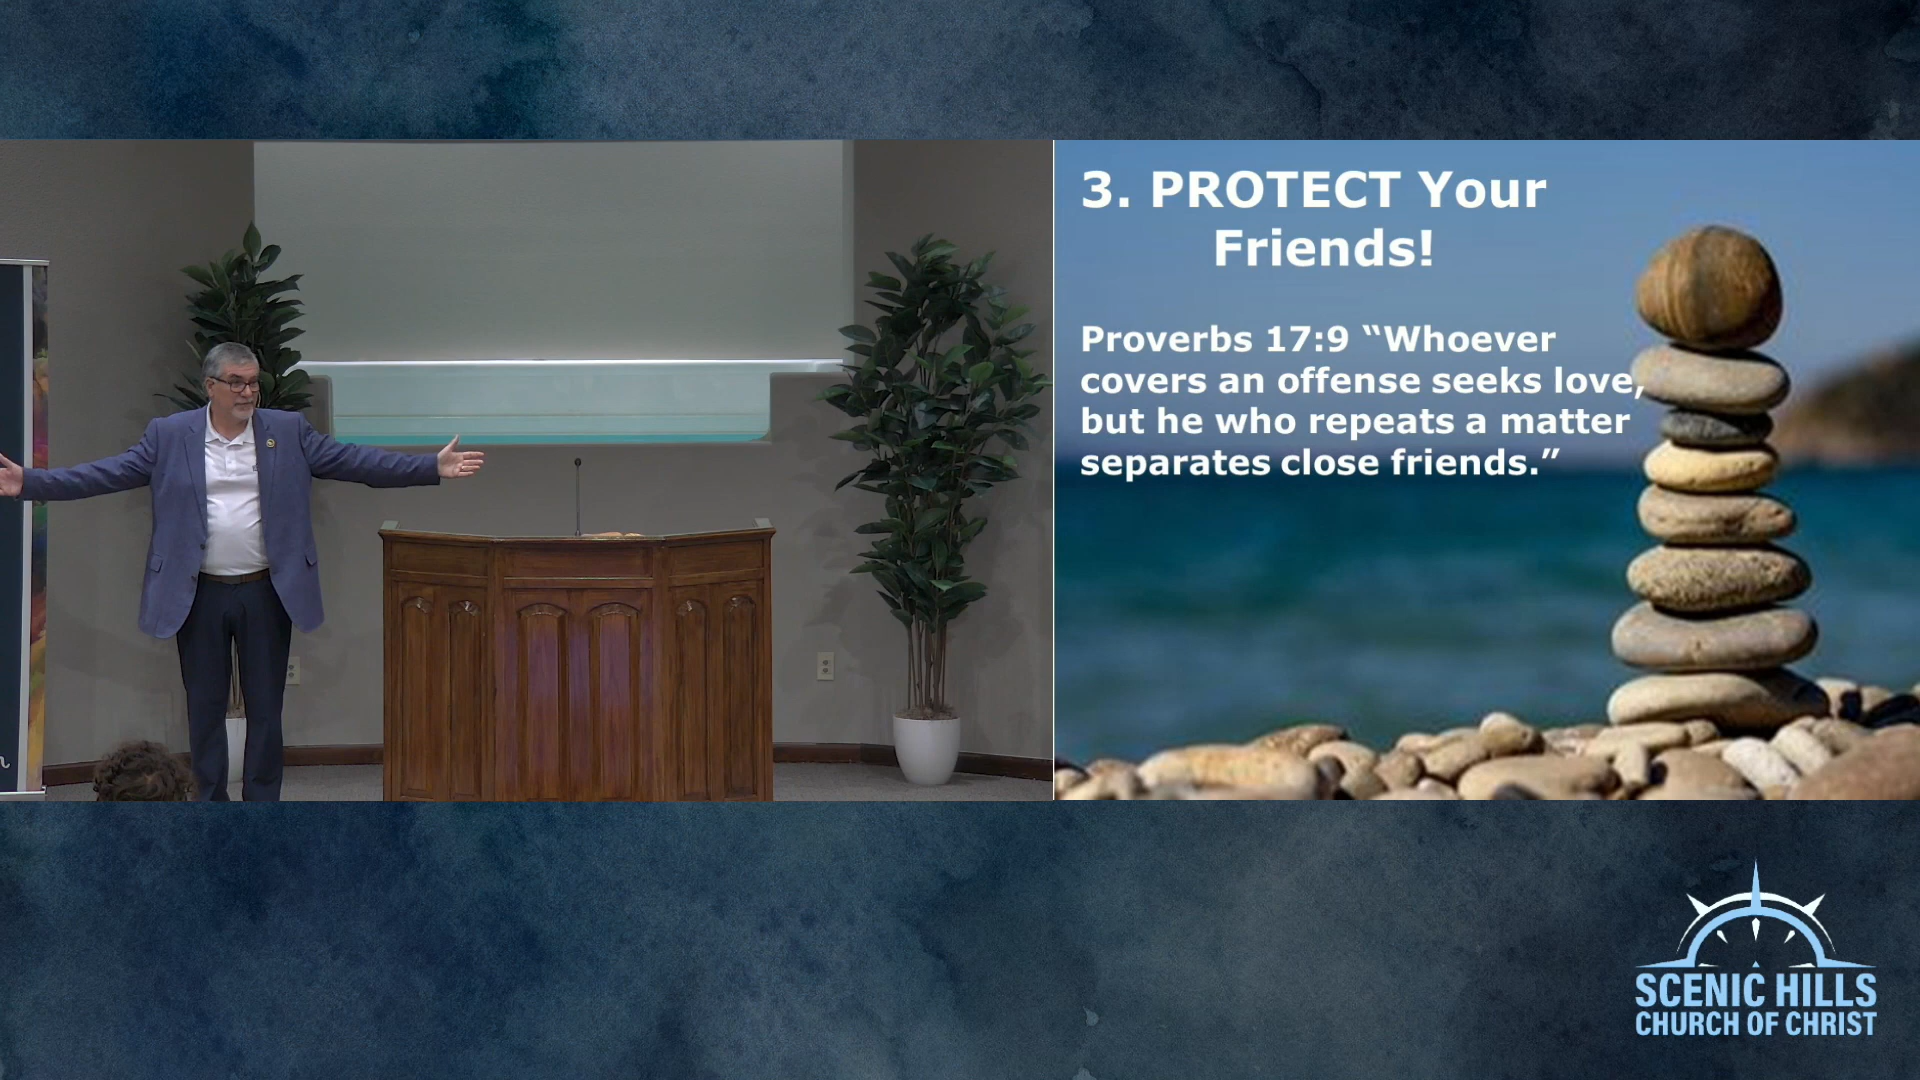 3. PROTECT Your
Friends!
Proverbs 17:9 “Whoever
covers an offense seeks love,
but he who repeats a matter
separates close friends.”
SCENIC HILLS
CHURCH OF CHRIST